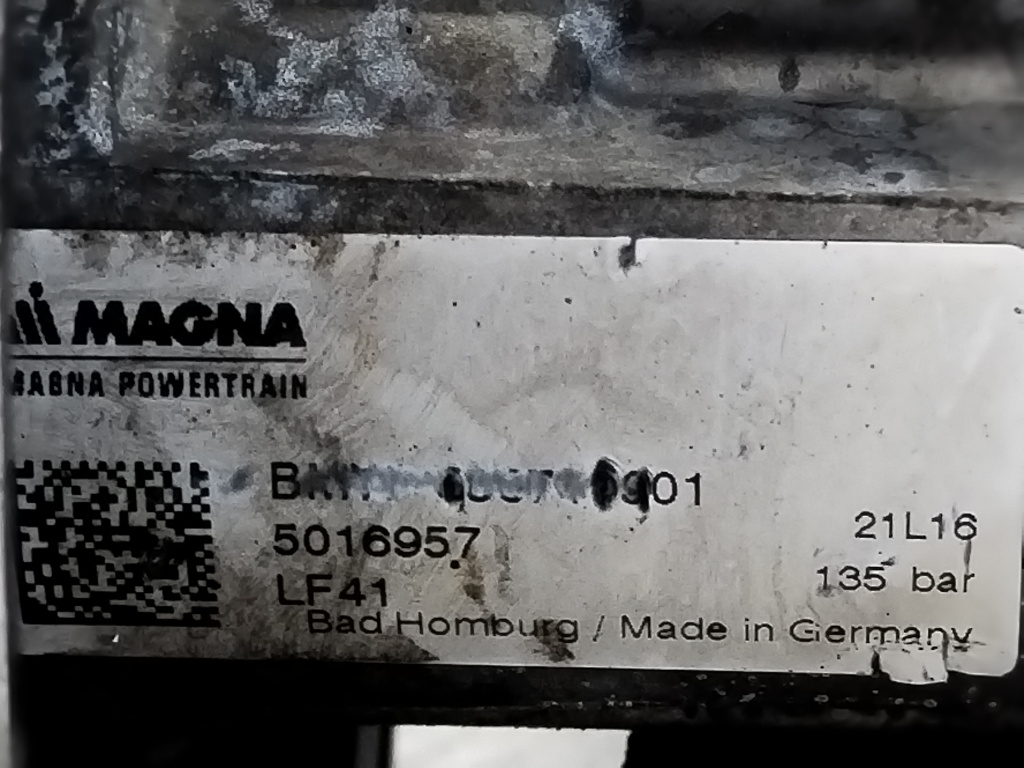 MAGNA
MAGNA POWERTRAIN
5016957
21L16
LF41
135 bar
Bad Homburg / Made in Germany